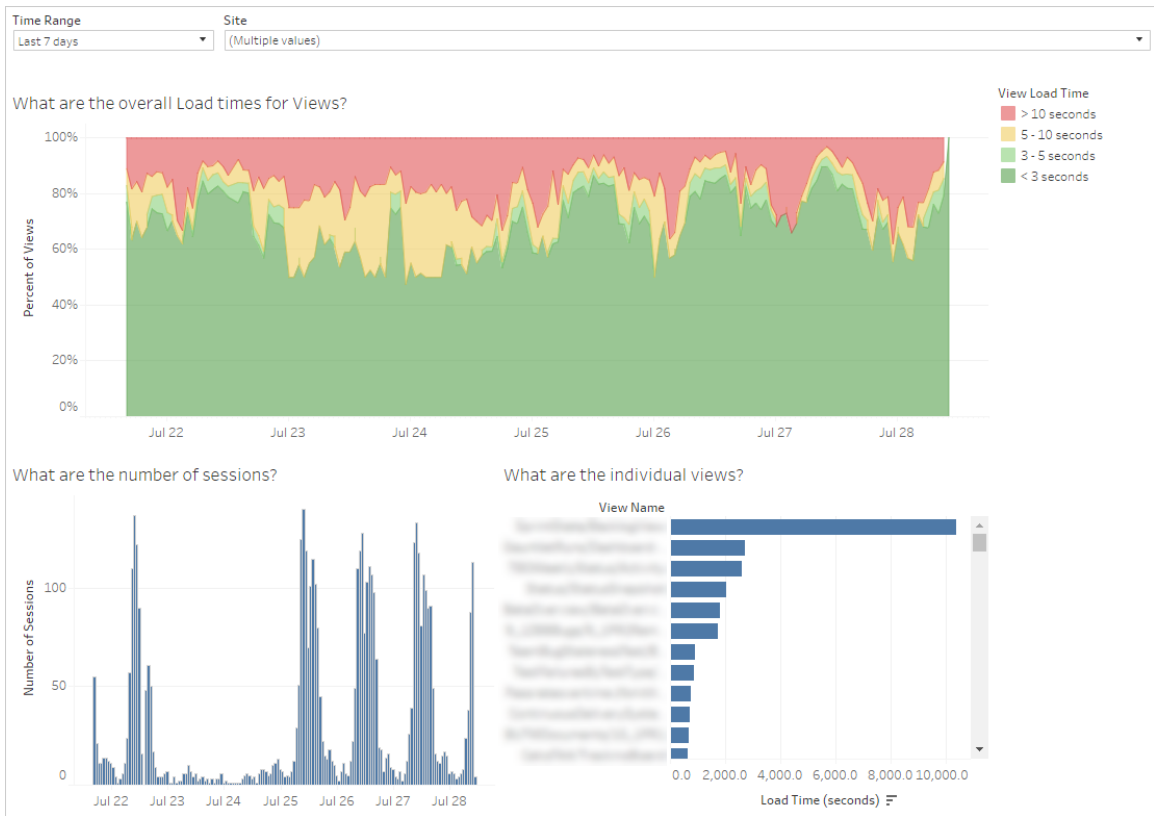 Time Range
Site
Last 7 days
(Multiple values)
What are the overall Load times for Views?
View Load Time
> 10 seconds
5 - 10 seconds
3 - 5 seconds
< 3 seconds
Percent of Views
100%
80%
60%
40%
20%
0%
Jul 22
Jul 23
Jul 24
Jul 25
Jul 26
Jul 27
Jul 28
What are the number of sessions?
Number of Sessions
100
50
0
Jul 22
Jul 23
Jul 24
Jul 25
Jul 26
Jul 27
Jul 28
What are the individual views?
View Name
0.0
2,000.0
4,000.0
6,000.0
8,000.0
10,000.0
Load Time (seconds)